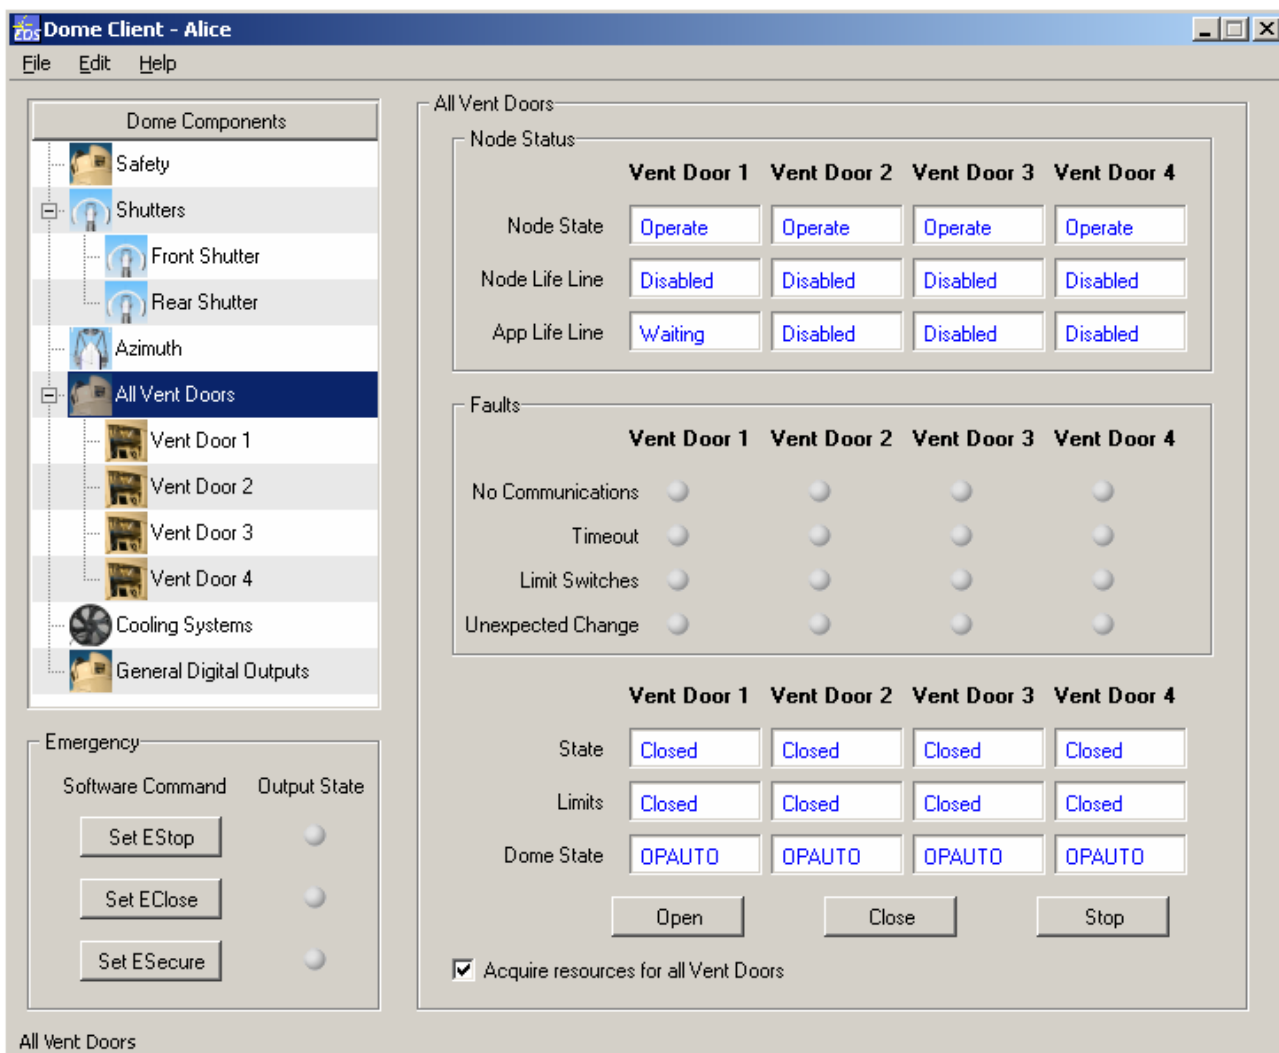 EDS Dome Client - Alice
File Edit Help
Dome Components
Safety
Shutters
Front Shutter
Rear Shutter
Azimuth
All Vent Doors
Vent Door 1
Vent Door 2
Vent Door 3
Vent Door 4
Cooling Systems
General Digital Outputs
Emergency
Software Command Output State
Set EStop
Set EClose
Set ESecure
All Vent Doors
Node Status
Vent Door 1 Vent Door 2 Vent Door 3 Vent Door 4
Node State Operate Operate Operate Operate
Node Life Line Disabled Disabled Disabled Disabled
App Life Line Waiting Disabled Disabled Disabled
Faults
Vent Door 1 Vent Door 2 Vent Door 3 Vent Door 4
No Communications
Timeout
Limit Switches
Unexpected Change
Vent Door 1 Vent Door 2 Vent Door 3 Vent Door 4
State Closed Closed Closed Closed
Limits Closed Closed Closed Closed
Dome State OPAUTO OPAUTO OPAUTO OPAUTO
Open Close Stop
Acquire resources for all Vent Doors
All Vent Doors